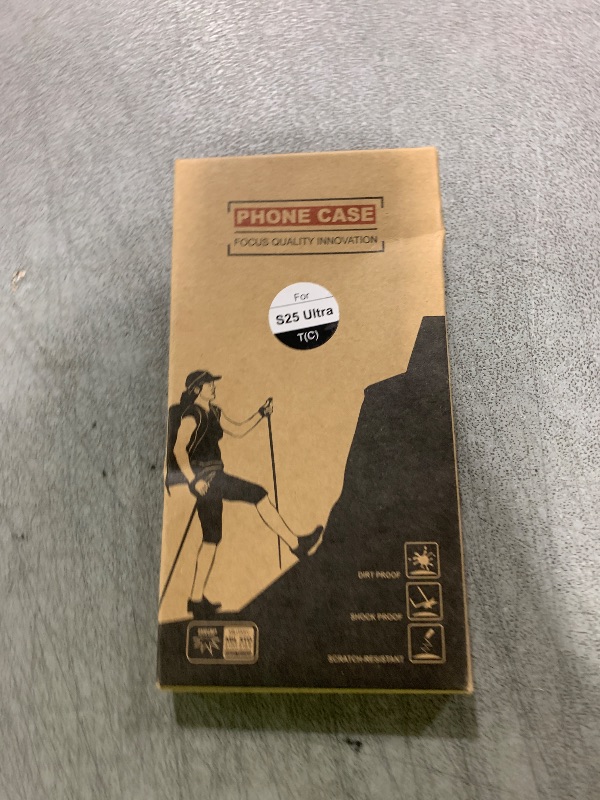 PHONE CASE
FOCUS QUALITY INNOVATION
For
S25 Ultra
T(C)
DIRT PROOF
SHOCK PROOF
SCRATCH-RESISTANT